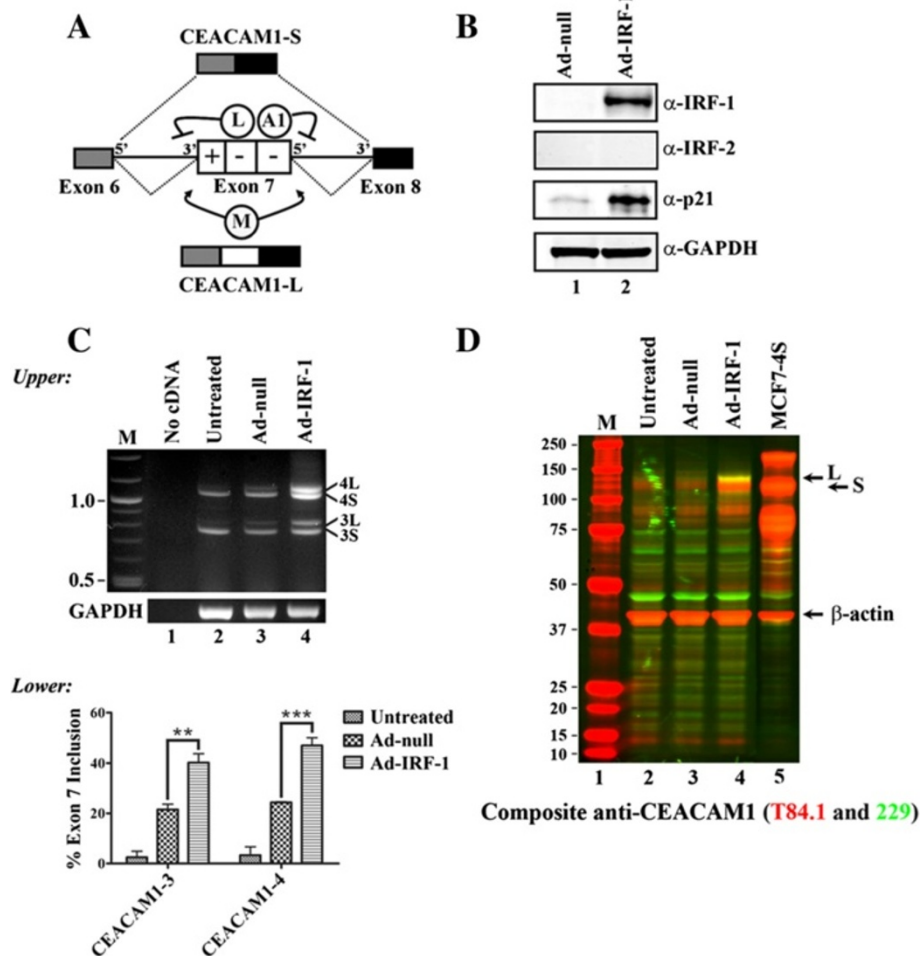 A
CEACAM1-S
L A1
5' 3' + - - 5' 3'
Exon 6 Exon 7 Exon 8
M
CEACAM1-L
B
Ad-null
Ad-IRF-1
α-IRF-1
α-IRF-2
α-p21
α-GAPDH
1 2
C
Upper:
M
No cDNA
Untreated
Ad-null
Ad-IRF-1
1.0
4L
4S
3L
3S
0.5
GAPDH
1 2 3 4
Lower:
% Exon 7 Inclusion
60
40
20
0
**
***
Untreated
Ad-null
Ad-IRF-1
CEACAM1-3
CEACAM1-4
D
M
Untreated
Ad-null
Ad-IRF-1
MCF7-4S
250
150
100
75
50
37
25
20
15
10
L
S
β-actin
1 2 3 4 5
Composite anti-CEACAM1 (T84.1 and 229)